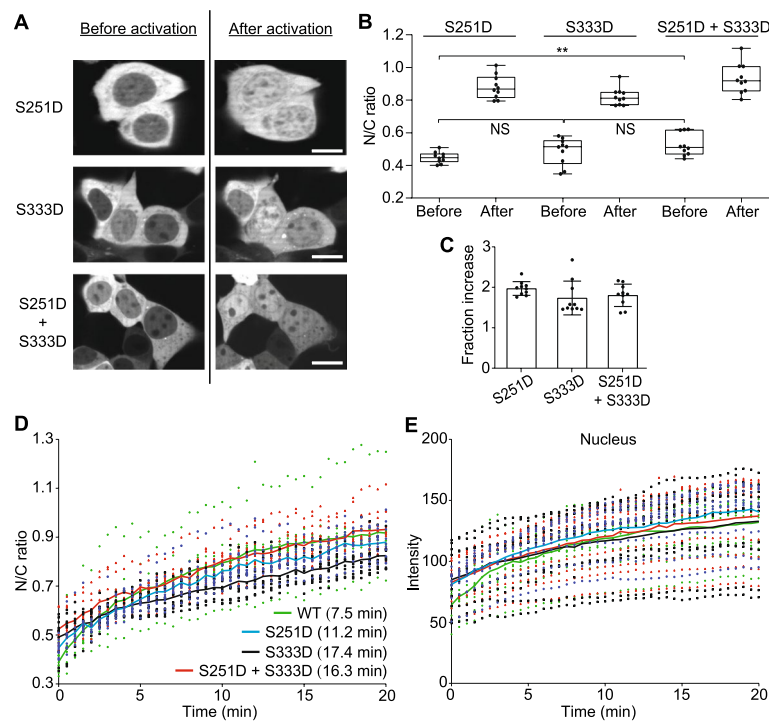 A
Before activation
After activation
S251D
S333D
S251D
+
S333D
B
S251D
S333D
S251D + S333D
N/C ratio
1.2
1.0
0.8
0.6
0.4
0.2
**
NS
NS
Before
After
Before
After
Before
After
C
Fraction increase
3
2
1
0
S251D
S333D
S251D
+ S333D
D
N/C ratio
1.3
1.1
0.9
0.7
0.5
0.3
WT (7.5 min)
S251D (11.2 min)
S333D (17.4 min)
S251D + S333D (16.3 min)
0
5
10
15
20
Time (min)
E
Nucleus
Intensity
200
150
100
50
0
0
5
10
15
20
Time (min)